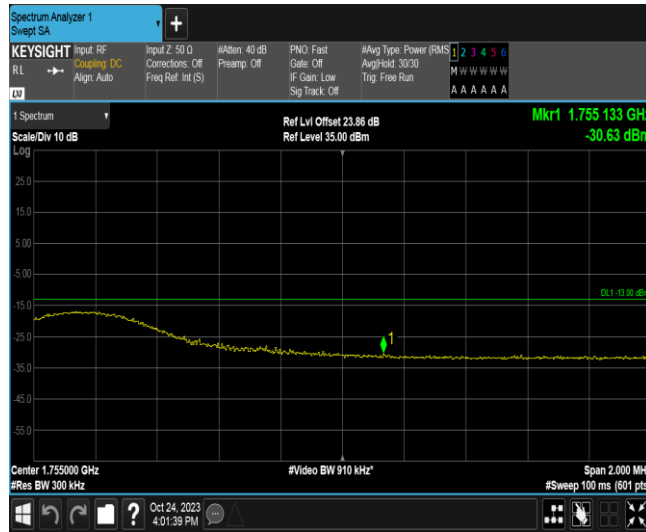 Spectrum Analyzer 1
Swept SA
KEYSIGHT
RL
LXI
Input: RF
Coupling: DC
Align: Auto
Input Z: 50 Ω
Corrections: Off
Freq Ref: Int (S)
#Atten: 40 dB
Preamp: Off
PNO: Fast
Gate: Off
IF Gain: Low
Sig Track: Off
#Avg Type: Power (RMS
Avg|Hold: 30/30
Trig: Free Run
1 2 3 4 5 6
M W W W W W
A A A A A A
1 Spectrum
Scale/Div 10 dB
Ref Lvl Offset 23.86 dB
Ref Level 35.00 dBm
Mkr1 1.755 133 GHz
-30.63 dBm
Log
25.0
15.0
5.00
-5.00
DL1 -13.00 dBm
-15.0
-25.0
1
-35.0
-45.0
-55.0
Center 1.755000 GHz
#Res BW 300 kHz
#Video BW 910 kHz*
Span 2.000 MH
#Sweep 100 ms (601 pts
?
Oct 24, 2023
4:01:39 PM